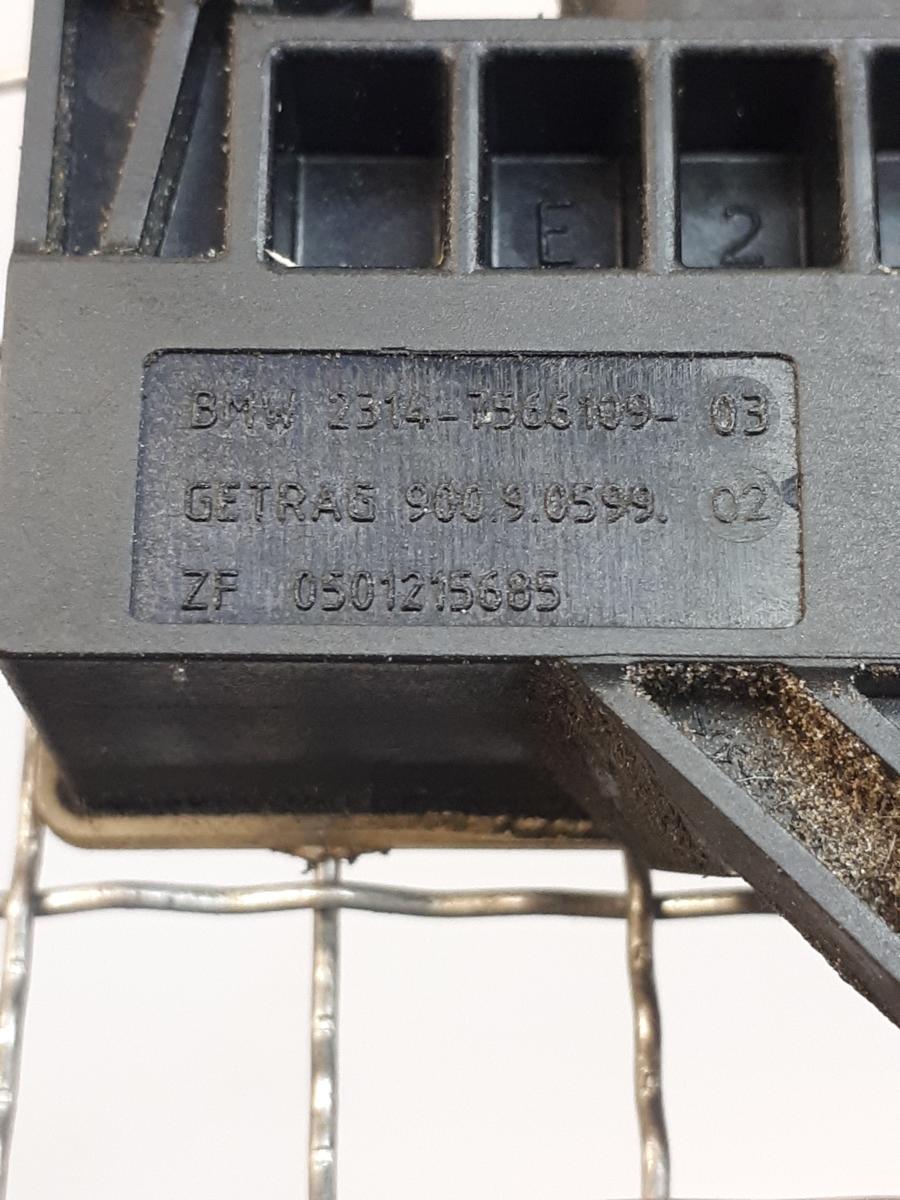 E 2
BMW 2314-7566109- 03
GETRAG 900.9.0599. 02
ZF 0501215685